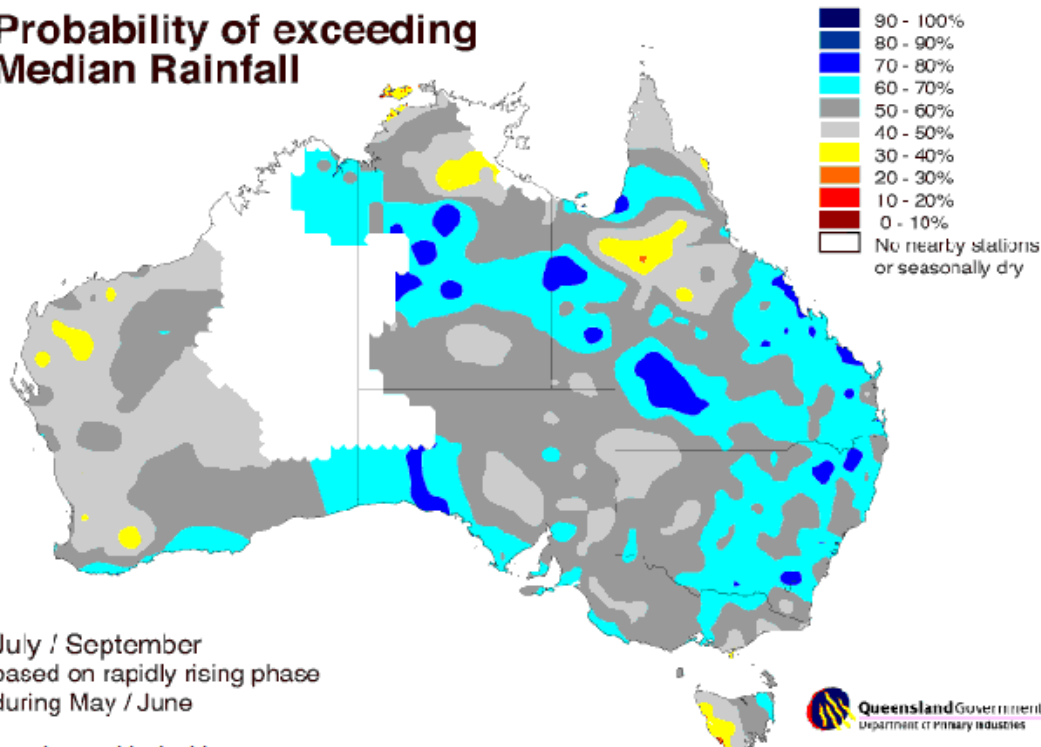 Probability of exceeding
Median Rainfall
90 - 100%
80 - 90%
70 - 80%
60 - 70%
50 - 60%
40 - 50%
30 - 40%
20 - 30%
10 - 20%
0 - 10%
No nearby stations
or seasonally dry
July / September
based on rapidly rising phase
during May / June
Queensland Government
Department of Primary Industries